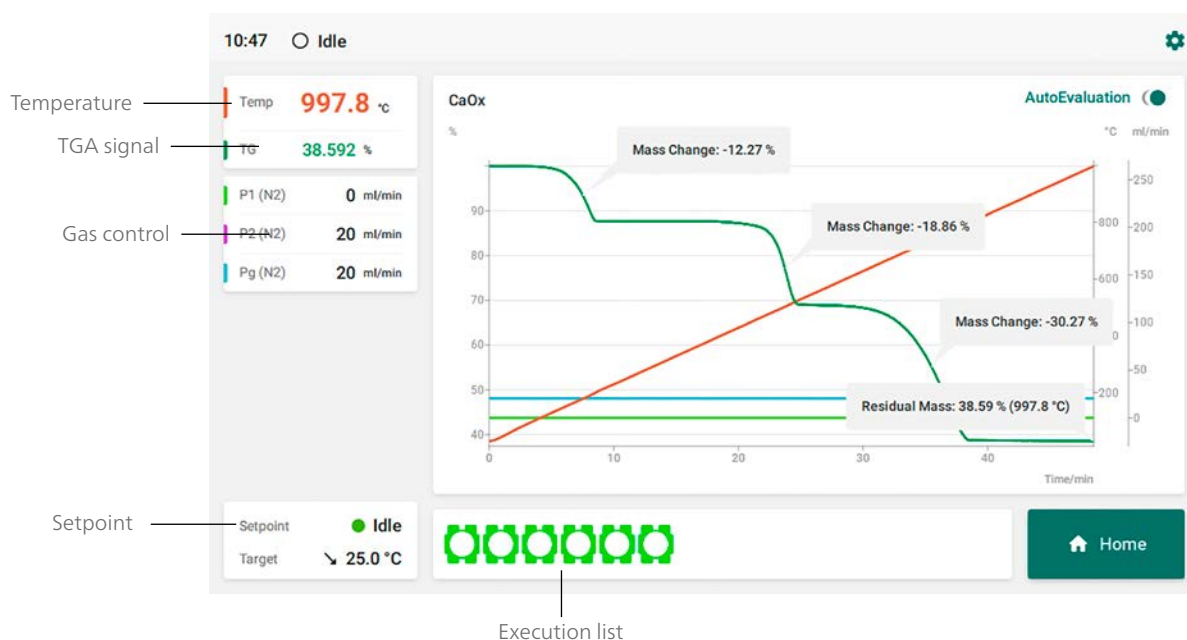 10:47 Idle
Temperature
Temp 997.8 °C
TGA signal
TG 38.592 %
P1 (N2) 0 ml/min
Gas control
P2 (N2) 20 ml/min
Pg (N2) 20 ml/min
Setpoint
Setpoint Idle
Target ↘ 25.0 °C
CaOx
AutoEvaluation
% °C ml/min
Mass Change: -12.27 %
Mass Change: -18.86 %
Mass Change: -30.27 %
Residual Mass: 38.59 % (997.8 °C)
90
80
70
60
50
40
800
600
0
200
-250
-200
-150
-100
-50
-0
0 10 20 30 40
Time/min
Home
Execution list